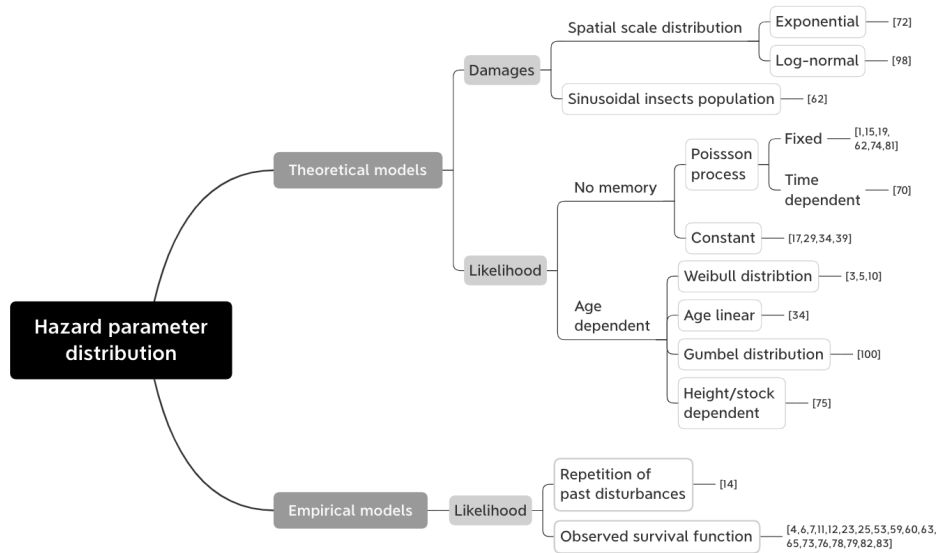 Hazard parameter
distribution
Theoretical models
Damages
Spatial scale distribution
Exponential
[72]
Log-normal
[98]
Sinusoidal insects population
[62]
Likelihood
No memory
Poissson
process
Fixed
[1,15,19,
62,74,81]
Time
dependent
[70]
Constant
[17,29,34,39]
Age
dependent
Weibull distribtion
[3,5,10]
Age linear
[34]
Gumbel distribution
[100]
Height/stock
dependent
[75]
Empirical models
Likelihood
Repetition of
past disturbances
[14]
Observed survival function
[4,6,7,11,12,23,25,53,59,60,63,
65,73,76,78,79,82,83]